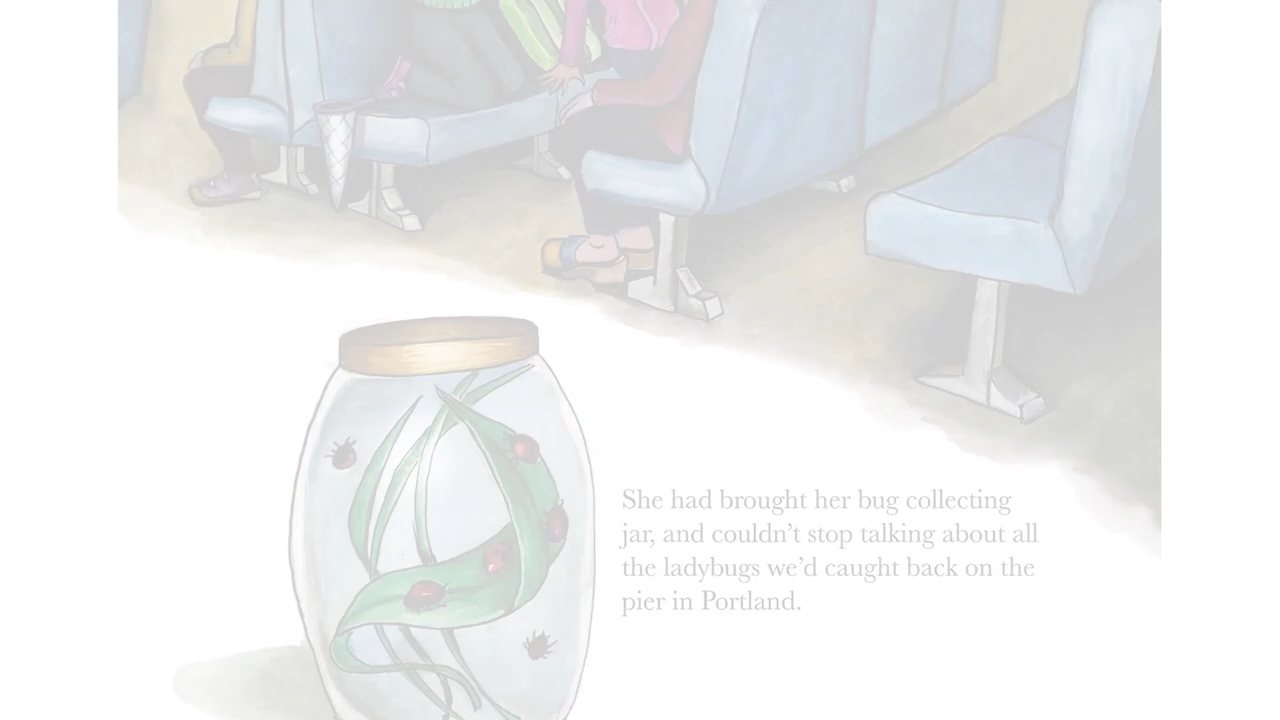 She had brought her bug collecting
jar, and couldn’t stop talking about all
the ladybugs we’d caught back on the
pier in Portland.